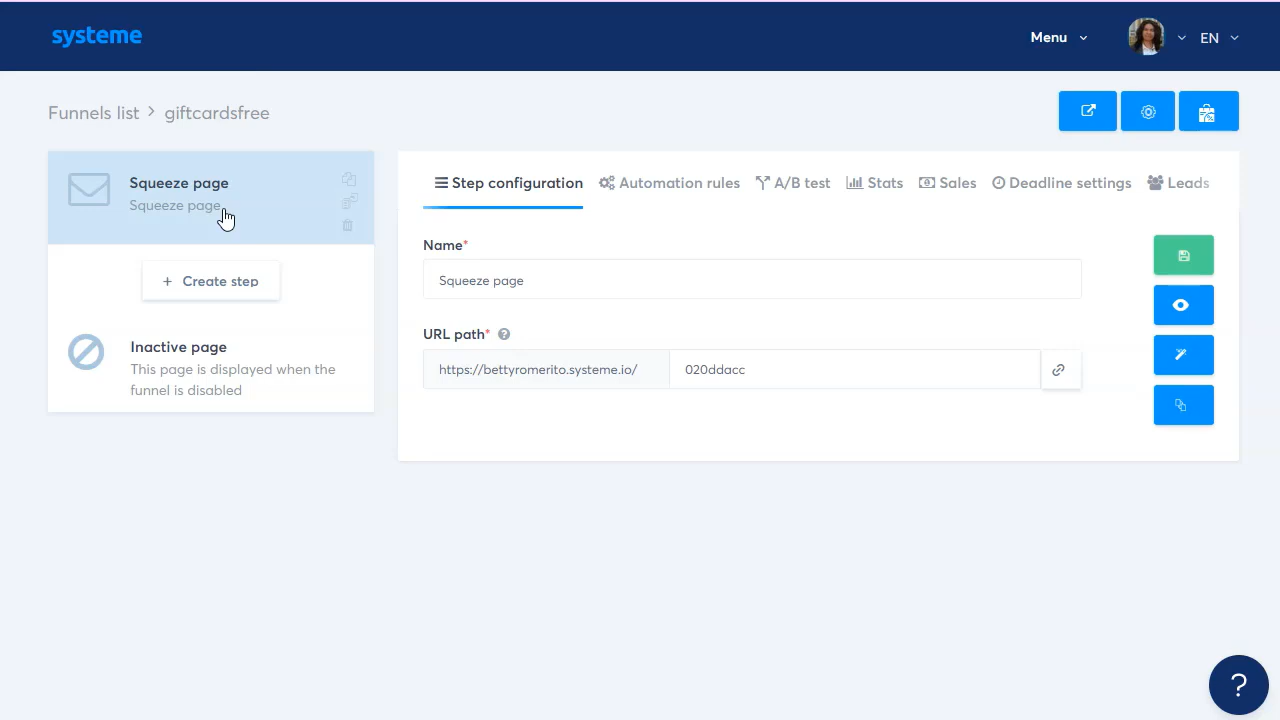 systeme
Menu
EN
Funnels list > giftcardsfree
Squeeze page
Squeeze page
+ Create step
Inactive page
This page is displayed when the
funnel is disabled
Step configuration
Automation rules
A/B test
Stats
Sales
Deadline settings
Leads
Name*
Squeeze page
URL path* ?
https://bettyromerito.systeme.io/
020ddacc
?